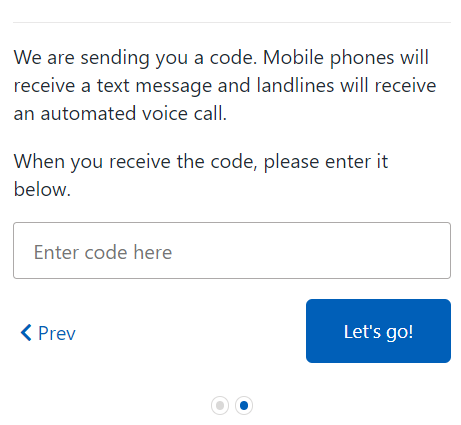 We are sending you a code. Mobile phones will
receive a text message and landlines will receive
an automated voice call.
When you receive the code, please enter it
below.
Enter code here
Prev
Let's go!